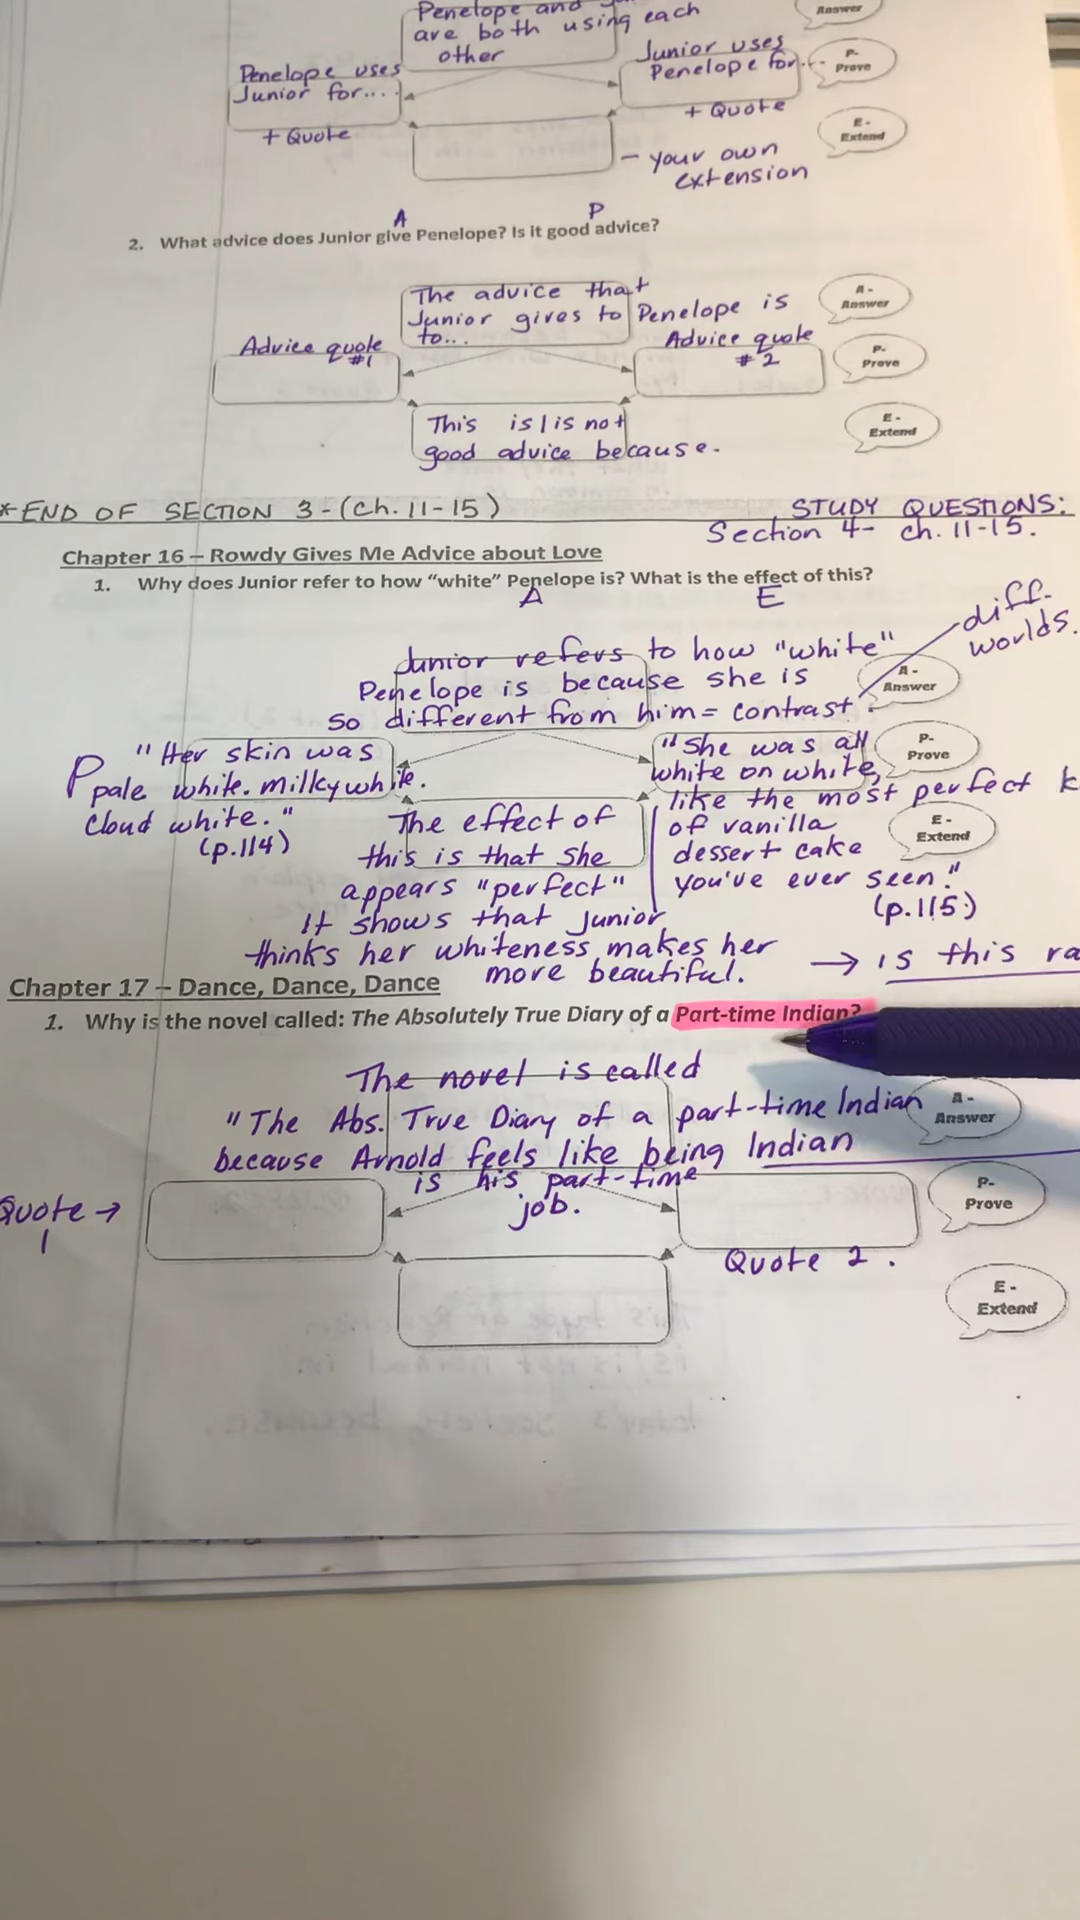 Penelope and
are both using each
other
Answer
Penelope uses
Junior for....
+ Quote
Junior uses
Penelope for...
+ Quote
P-
Prove
E-
Extend
- your own
extension
A P
2. What advice does Junior give Penelope? Is it good advice?
The advice that
Junior gives to Penelope is
to...
A-
Answer
Advice quote
#1
Advice quote
#2
P-
Prove
This is/is not
good advice because.
E-
Extend
*END OF SECTION 3-(Ch. 11-15)
STUDY QUESTIONS:
Section 4- ch. 11-15.
Chapter 16 – Rowdy Gives Me Advice about Love
1. Why does Junior refer to how "white" Penelope is? What is the effect of this?
A E
diff.
worlds.
Junior refers to how "white"
Penelope is because she is
so different from him = contrast.
A-
Answer
P "Her skin was
pale white. milky white.
Cloud white."
(p.114)
"She was all
white on white,
like the most perfect k
of vanilla
dessert cake
you've ever seen."
(p.115)
P-
Prove
E-
Extend
The effect of
this is that she
appears "perfect"
It shows that Junior
thinks her whiteness makes her
more beautiful.
→ is this ra
Chapter 17 – Dance, Dance, Dance
1. Why is the novel called: The Absolutely True Diary of a Part-time Indian?
The novel is called
"The Abs. True Diary of a part-time Indian
because Arnold feels like being Indian
is his part-time
job.
A-
Answer
Quote →
1
P-
Prove
Quote 2.
E-
Extend